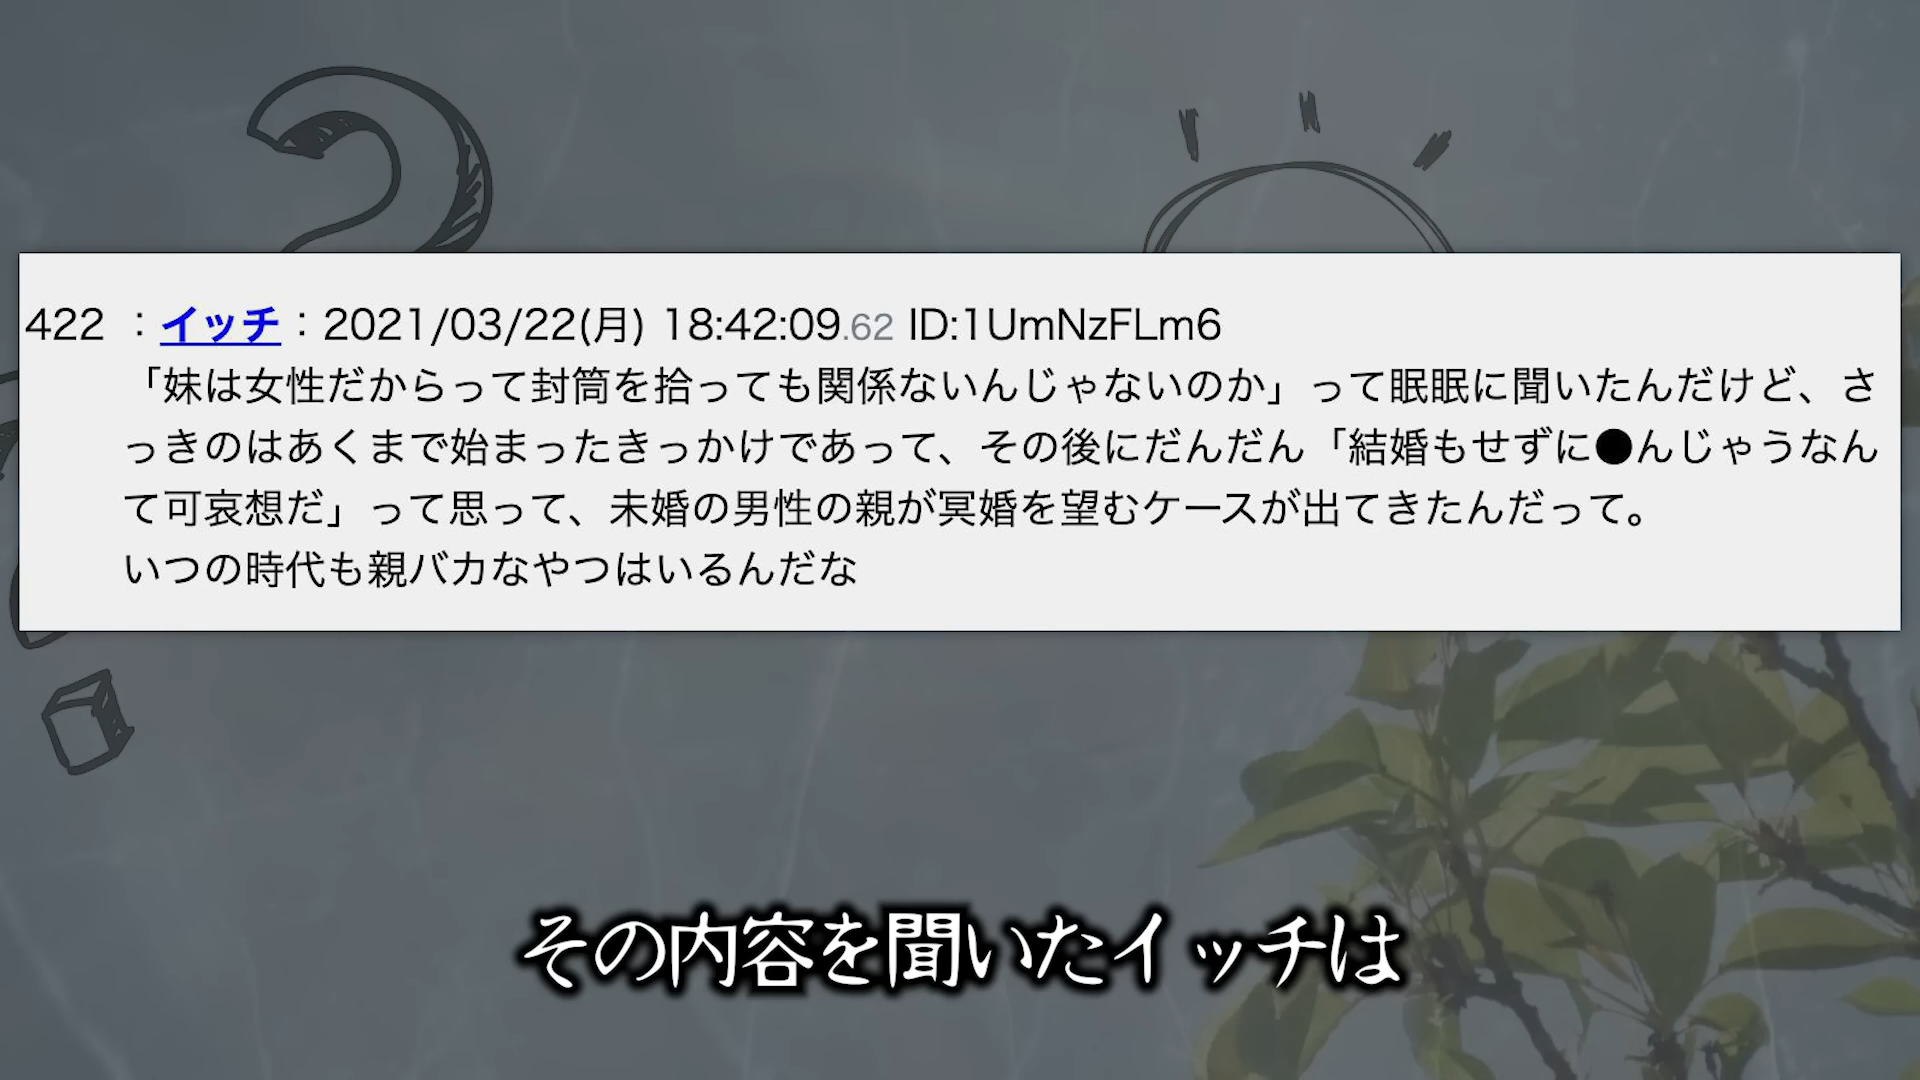 422 ：イッチ：2021/03/22(月) 18:42:09.62 ID:1UmNzFLm6
「妹は女性だからって封筒を拾っても関係ないんじゃないのか」って眠眠に聞いたんだけど、さ
っきのはあくまで始まったきっかけであって、その後にだんだん「結婚もせずに●んじゃうなん
て可哀想だ」って思って、未婚の男性の親が冥婚を望むケースが出てきたんだって。
いつの時代も親バカなやつはいるんだな
その内容を聞いたイッチは